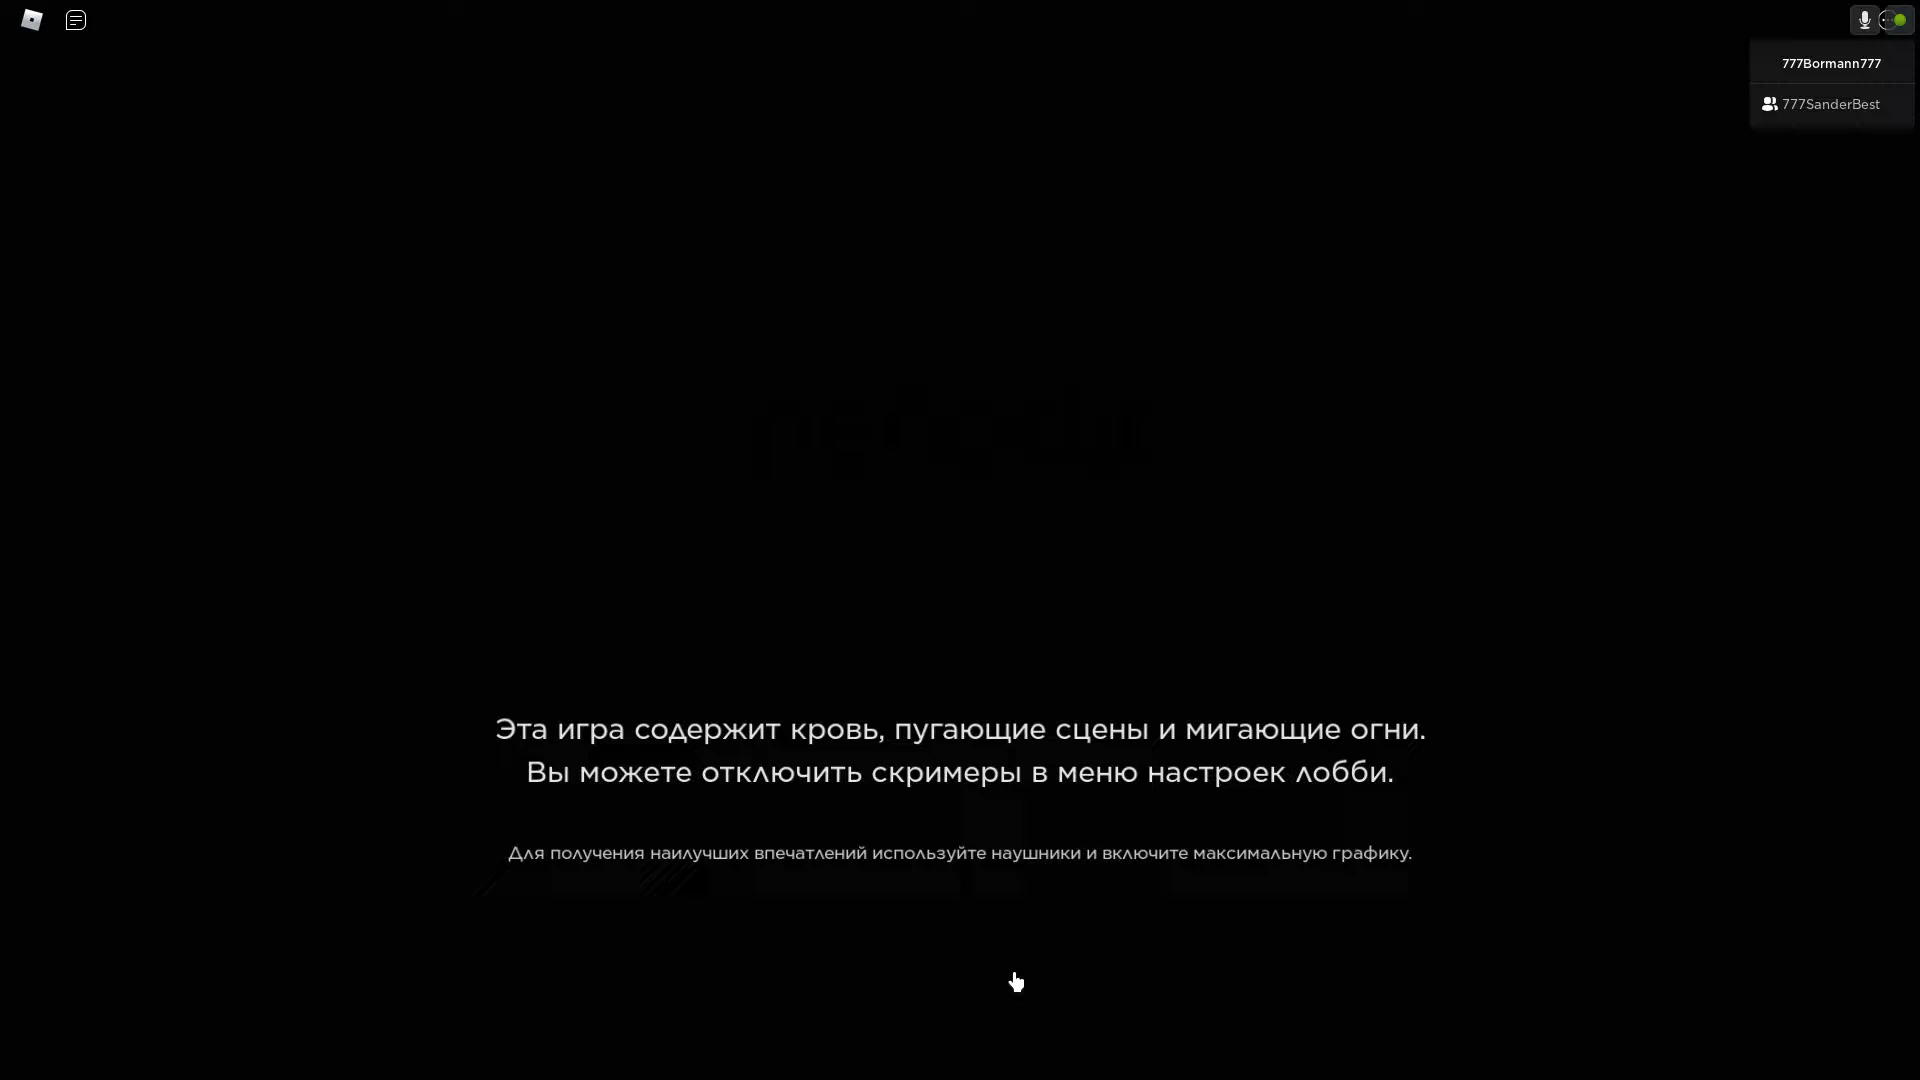 777Bormann777
777SanderBest
Эта игра содержит кровь, пугающие сцены и мигающие огни.
Вы можете отключить скримеры в меню настроек лобби.
Для получения наилучших впечатлений используйте наушники и включите максимальную графику.